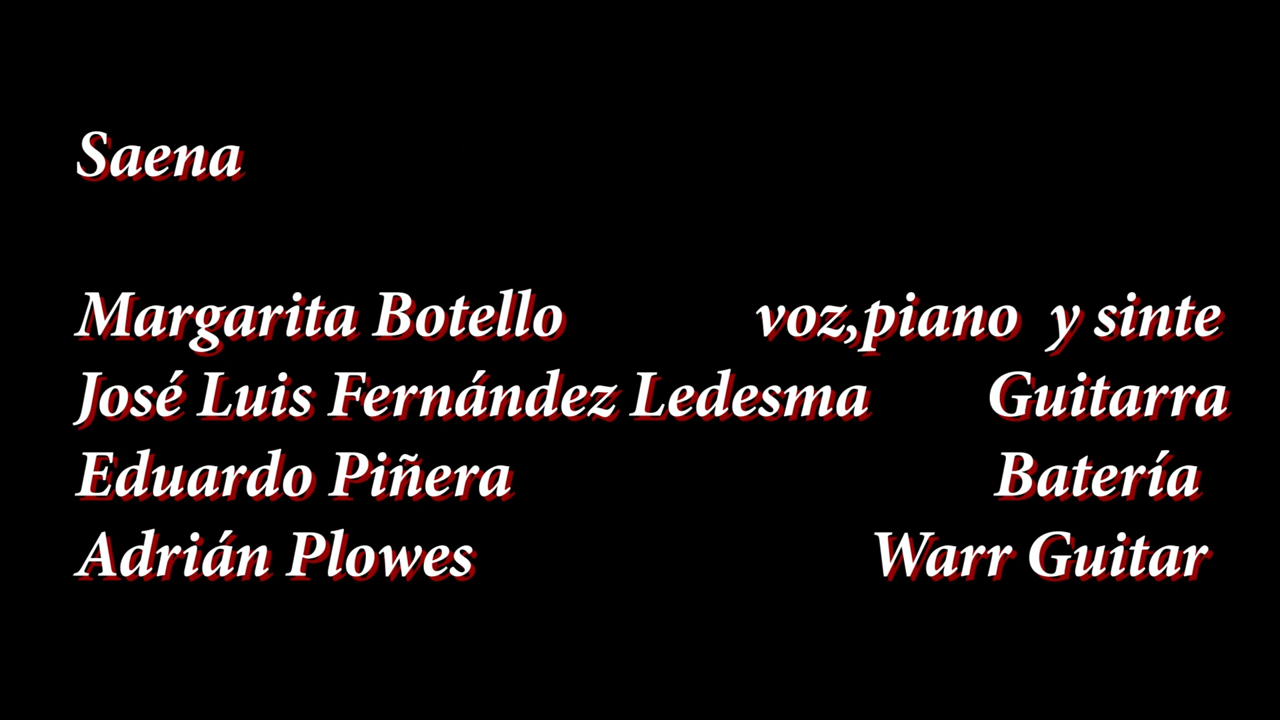 Saena
Margarita Botello voz,piano y sinte
José Luis Fernández Ledesma Guitarra
Eduardo Piñera Batería
Adrián Plowes Warr Guitar